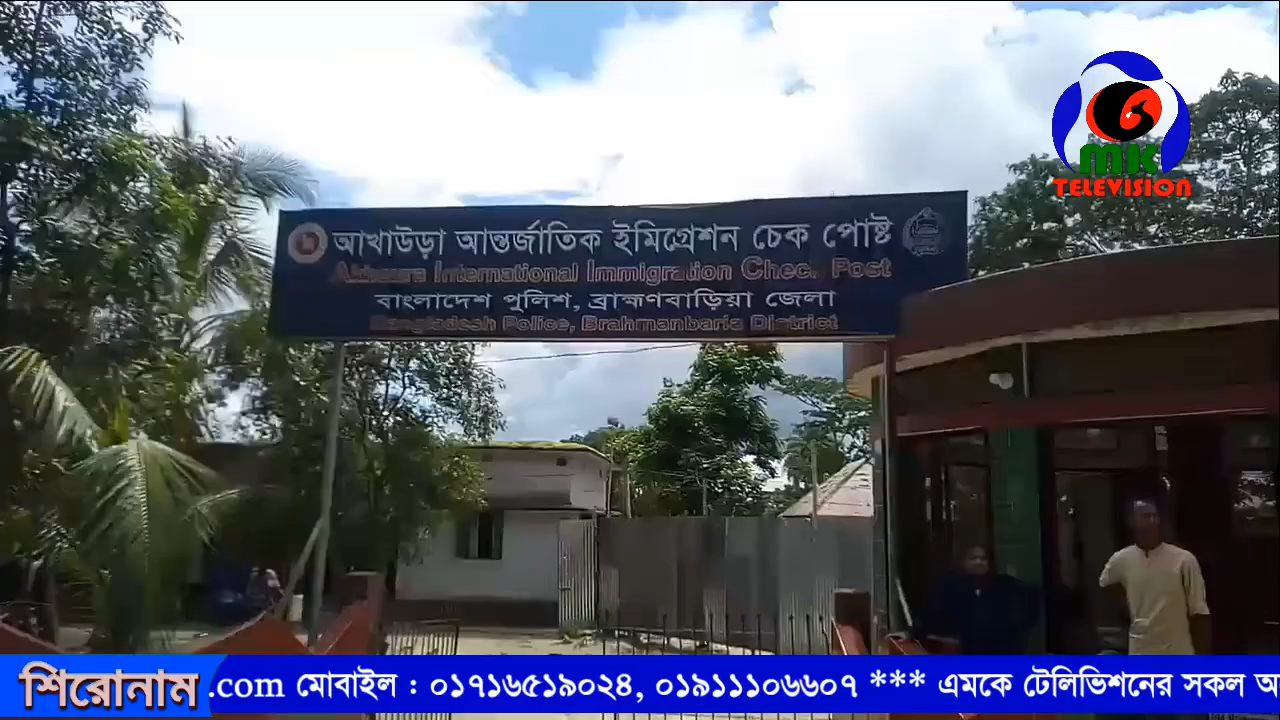 MK
TELEVISION
আখাউড়া আন্তর্জাতিক ইমিগ্রেশন চেক পোষ্ট
Akhaura International Immigration Check Post
বাংলাদেশ পুলিশ, ব্রাহ্মণবাড়িয়া জেলা
Bangladesh Police, Brahmanbaria District
শিরোনাম
.com মোবাইল : ০১৭১৬৫১৯০২৪, ০১৯১১১০৬৬০৭ *** এমকে টেলিভিশনের সকল